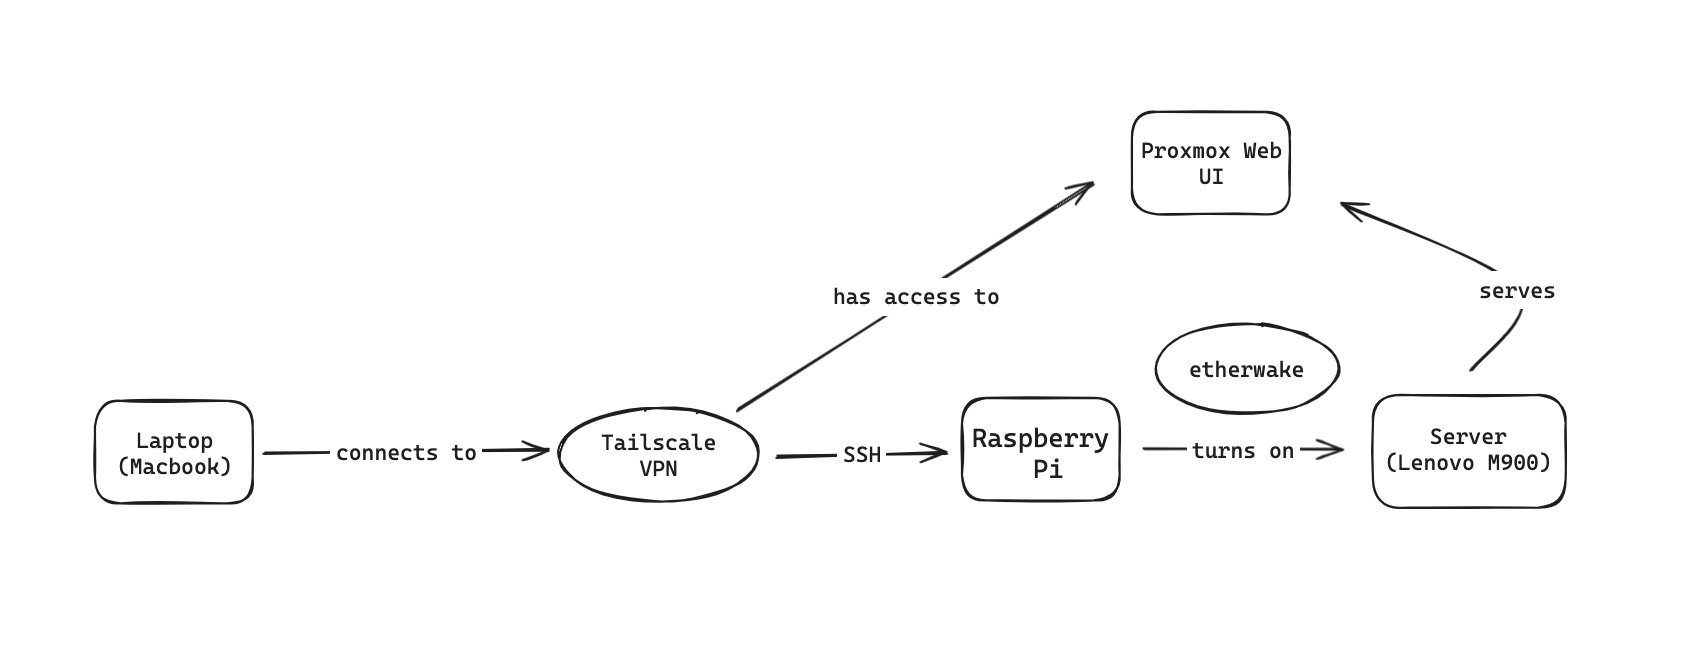 Proxmox Web
UI
has access to
serves
etherwake
Laptop
(Macbook)
connects to
Tailscale
VPN
SSH
Raspberry
Pi
turns on
Server
(Lenovo M900)